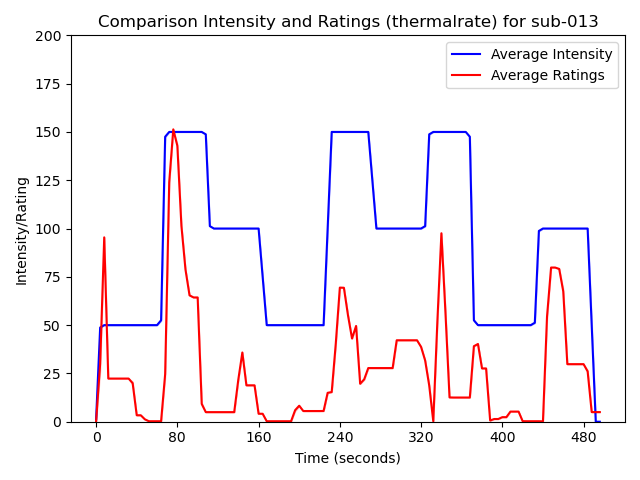 Comparison Intensity and Ratings (thermalrate) for sub-013
200
175
150
125
100
75
50
25
0
Intensity/Rating
Average Intensity
Average Ratings
0 80 160 240 320 400 480
Time (seconds)